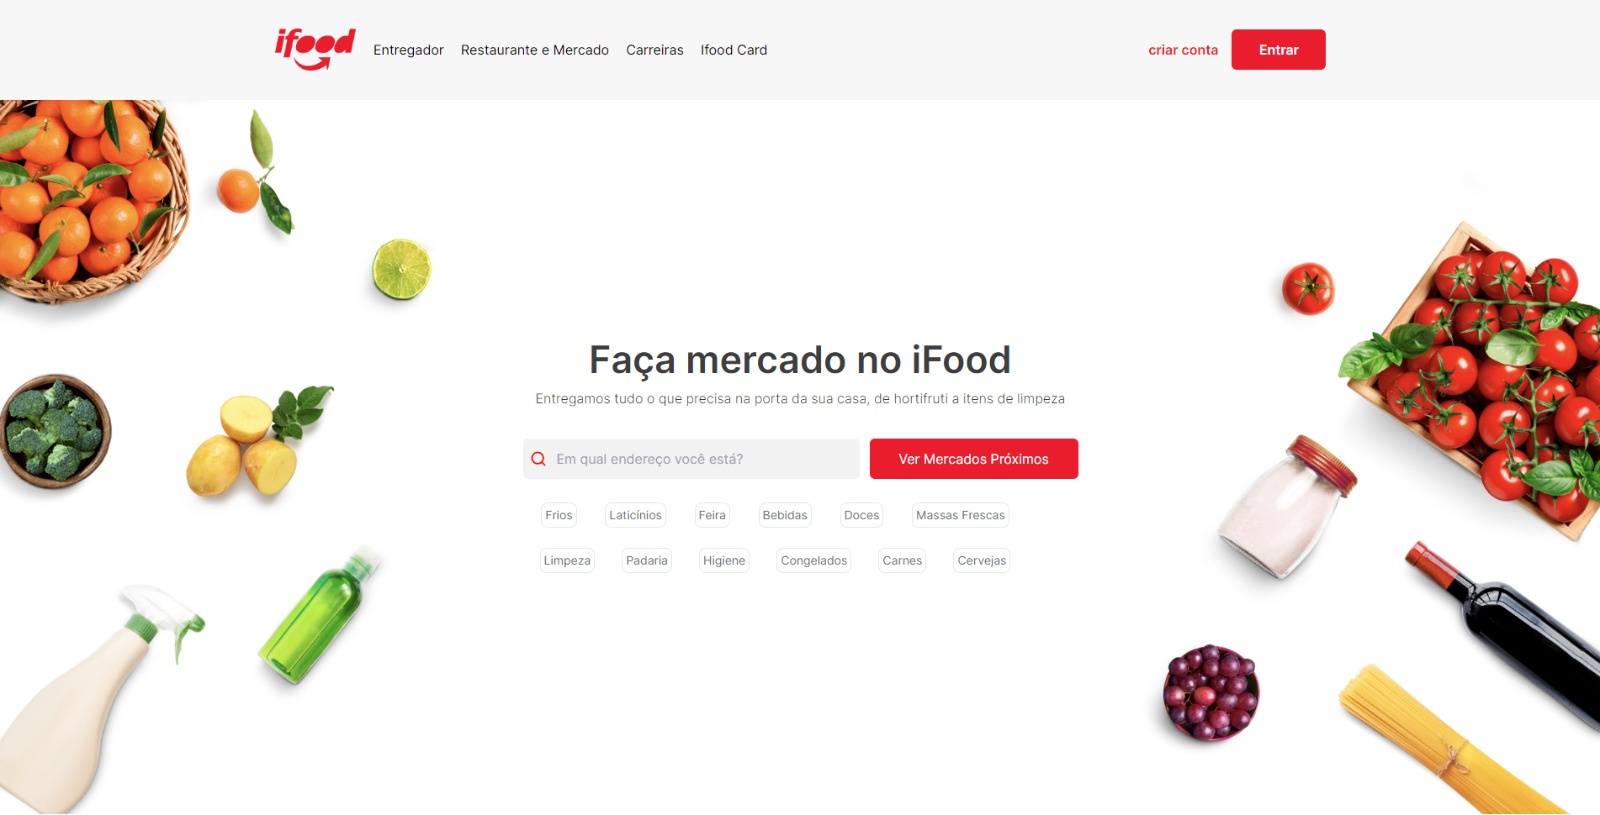 ifood Entregador Restaurante e Mercado Carreiras Ifood Card criar conta Entrar
Faça mercado no iFood
Entregamos tudo o que precisa na porta da sua casa, de hortifruti a itens de limpeza
Em qual endereço você está? Ver Mercados Próximos
Frios Laticínios Feira Bebidas Doces Massas Frescas
Limpeza Padaria Higiene Congelados Carnes Cervejas